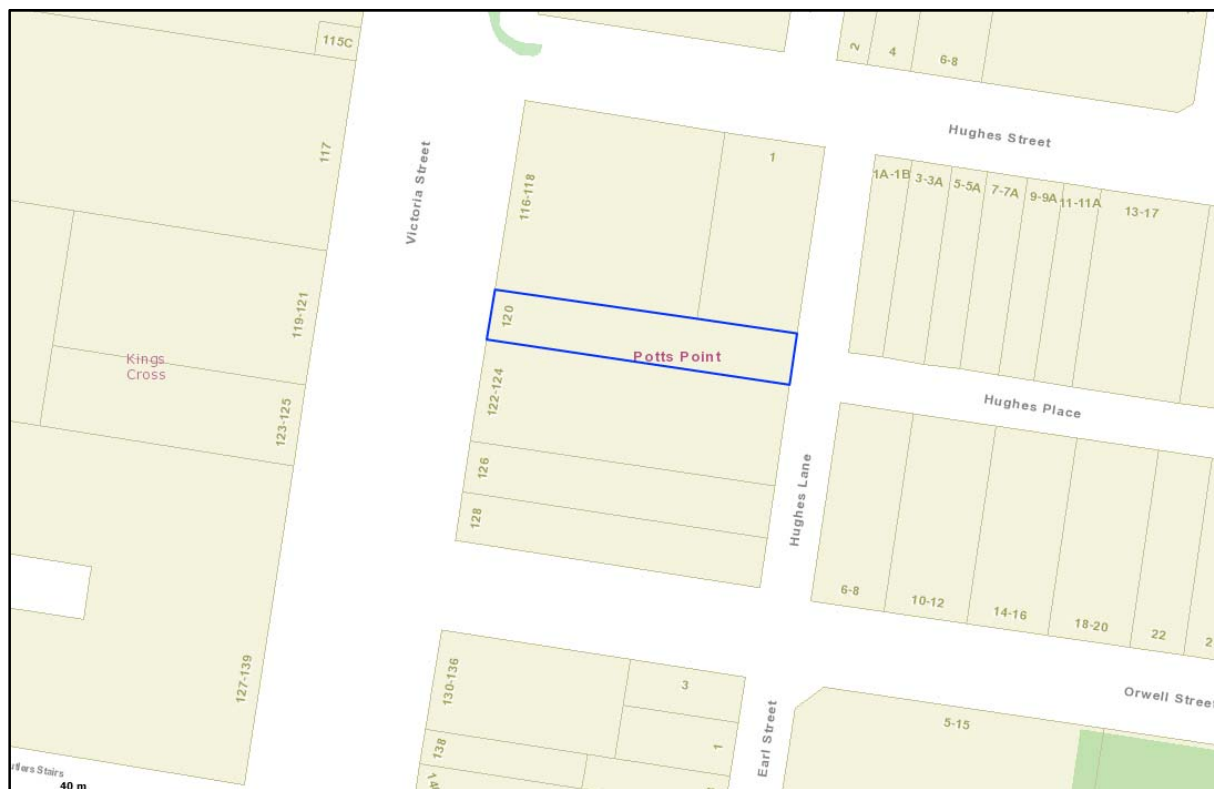 115C
2
4
6-8
Hughes Street
117
Victoria Street
116-118
1
1A-1B
3-3A
5-5A
7-7A
9-9A
11-11A
13-17
119-121
120
Potts Point
Kings
Cross
122-124
Hughes Place
123-125
126
128
Hughes Lane
6-8
10-12
14-16
18-20
22
127-139
130-136
3
Orwell Street
138
1
Earl Street
5-15
40 m